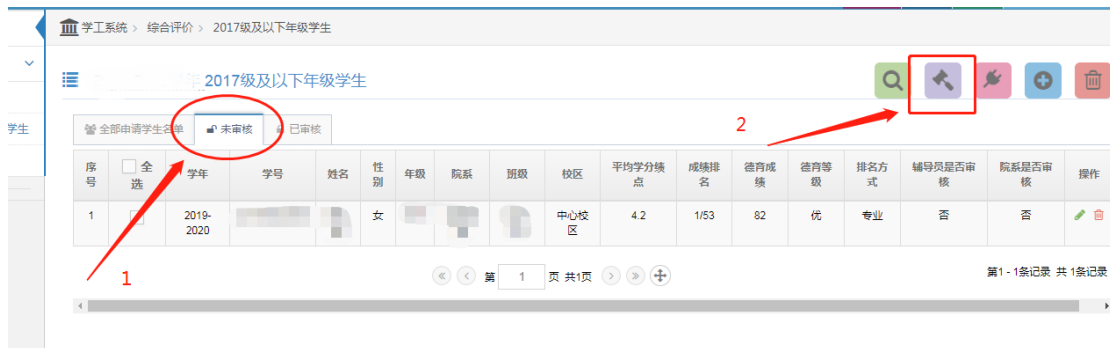 学工系统 > 综合评价 > 2017级及以下年级学生
2017级及以下年级学生
学生
全部申请学生名单 未审核 已审核
2
序号 全选 学年 学号 姓名 性别 年级 院系 班级 校区 平均学分绩点 成绩排名 德育成绩 德育等级 排名方式 辅导员是否审核 院系是否审核 操作
1 2019-2020 女 中心校区 4.2 1/53 82 优 专业 否 否
1
第 1 页 共1页
第1 - 1条记录 共 1条记录